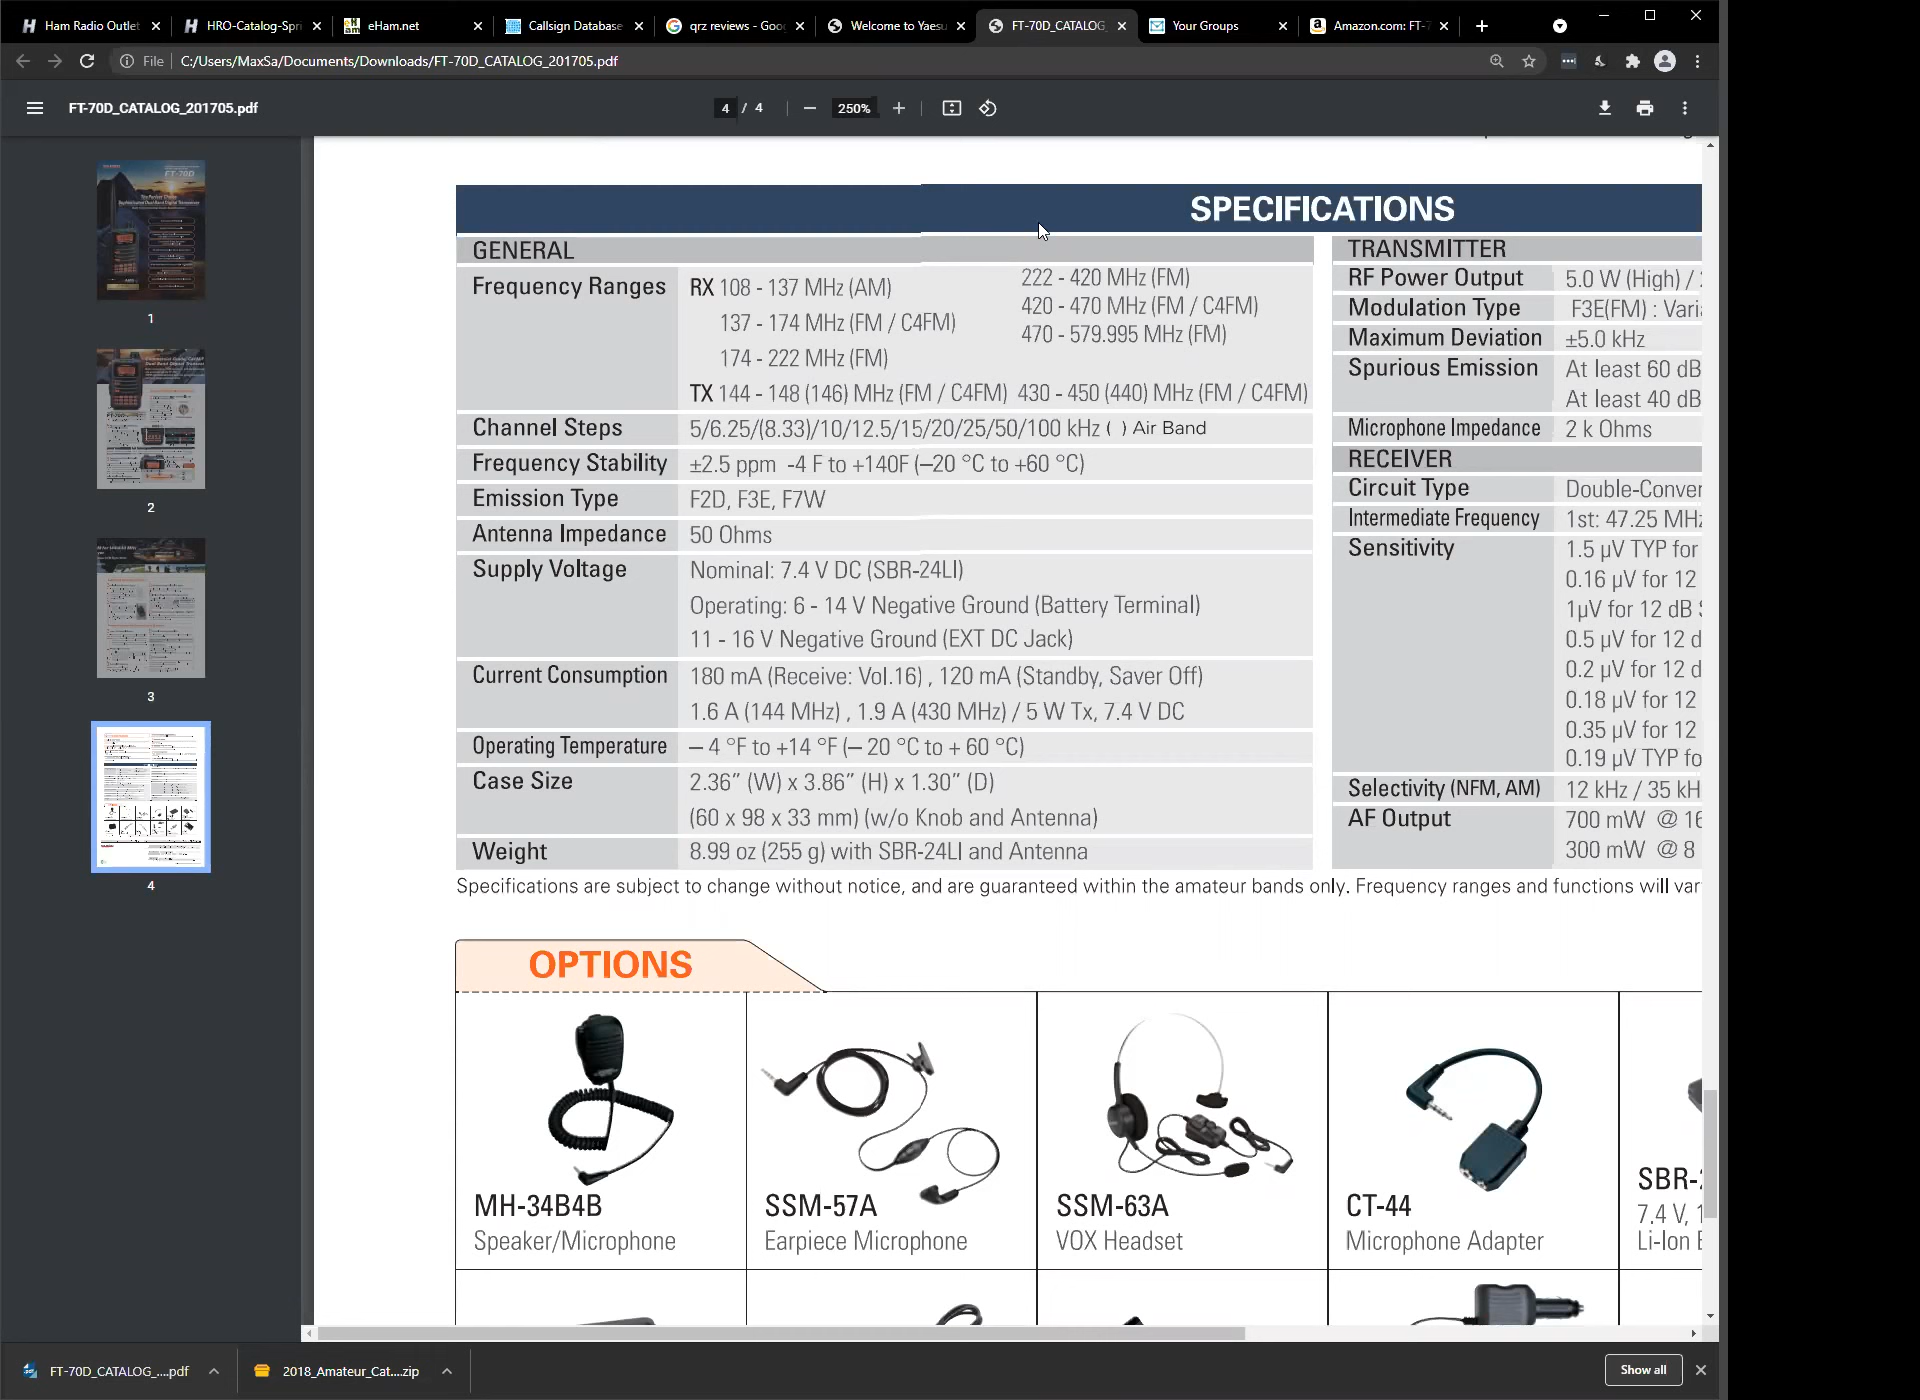 Ham Radio Outlet
HRO-Catalog-Spri
eHam.net
Callsign Database
qrz reviews - Goo
Welcome to Yaesu
FT-70D_CATALOG_
Your Groups
Amazon.com: FT-7
File
C:/Users/MaxSa/Documents/Downloads/FT-70D_CATALOG_201705.pdf
FT-70D_CATALOG_201705.pdf
4 / 4
250%
FT-70D
1
2
3
4
SPECIFICATIONS
GENERAL
Frequency Ranges
RX 108 - 137 MHz (AM)
137 - 174 MHz (FM / C4FM)
174 - 222 MHz (FM)
222 - 420 MHz (FM)
420 - 470 MHz (FM / C4FM)
470 - 579.995 MHz (FM)
TX 144 - 148 (146) MHz (FM / C4FM) 430 - 450 (440) MHz (FM / C4FM)
Channel Steps
5/6.25/(8.33)/10/12.5/15/20/25/50/100 kHz ( ) Air Band
Frequency Stability
±2.5 ppm -4 F to +140F (–20 °C to +60 °C)
Emission Type
F2D, F3E, F7W
Antenna Impedance
50 Ohms
Supply Voltage
Nominal: 7.4 V DC (SBR-24LI)
Operating: 6 - 14 V Negative Ground (Battery Terminal)
11 - 16 V Negative Ground (EXT DC Jack)
Current Consumption
180 mA (Receive: Vol.16) , 120 mA (Standby, Saver Off)
1.6 A (144 MHz) , 1.9 A (430 MHz) / 5 W Tx, 7.4 V DC
Operating Temperature
– 4 °F to +14 °F (– 20 °C to + 60 °C)
Case Size
2.36” (W) x 3.86” (H) x 1.30” (D)
(60 x 98 x 33 mm) (w/o Knob and Antenna)
Weight
8.99 oz (255 g) with SBR-24LI and Antenna
TRANSMITTER
RF Power Output
5.0 W (High) /
Modulation Type
F3E(FM) : Vari
Maximum Deviation
±5.0 kHz
Spurious Emission
At least 60 dB
At least 40 dB
Microphone Impedance
2 k Ohms
RECEIVER
Circuit Type
Double-Conver
Intermediate Frequency
1st: 47.25 MHz
Sensitivity
1.5 µV TYP for
0.16 µV for 12
1µV for 12 dB S
0.5 µV for 12 d
0.2 µV for 12 d
0.18 µV for 12
0.35 µV for 12
0.19 µV TYP fo
Selectivity (NFM, AM)
12 kHz / 35 kH
AF Output
700 mW @ 16
300 mW @ 8
Specifications are subject to change without notice, and are guaranteed within the amateur bands only. Frequency ranges and functions will var
OPTIONS
MH-34B4B
Speaker/Microphone
SSM-57A
Earpiece Microphone
SSM-63A
VOX Headset
CT-44
Microphone Adapter
SBR-
7.4 V, 1
Li-Ion
FT-70D_CATALOG_....pdf
2018_Amateur_Cat....zip
Show all